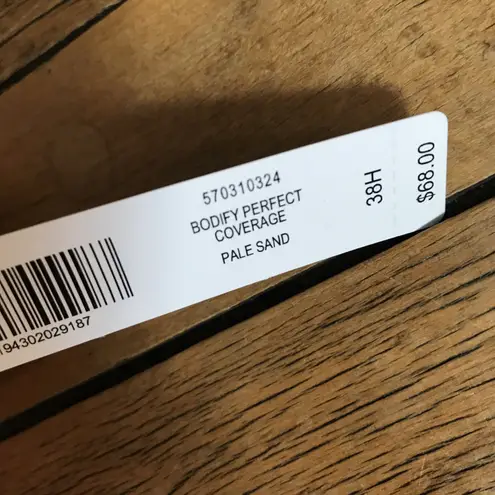 570310324
BODIFY PERFECT
COVERAGE
PALE SAND
38H
$68.00
194302029187